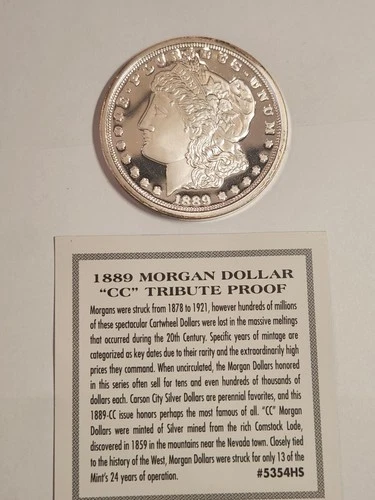 E·PLURIBUS·UNUM
1889
1889 MORGAN DOLLAR
"CC" TRIBUTE PROOF
Morgans were struck from 1878 to 1921, however hundreds of millions
of these spectacular Cartwheel Dollars were lost in the massive meltings
that occurred during the 20th Century. Specific years of mintage are
categorized as key dates due to their rarity and the extraordinarily high
prices they command. When uncirculated, the Morgan Dollars honored
in this series often sell for tens and even hundreds of thousands of
dollars each. Carson City Silver Dollars are perennial favorites, and this
1889-CC issue honors perhaps the most famous of all. "CC" Morgan
Dollars were minted of Silver mined from the rich Comstock Lode,
discovered in 1859 in the mountains near the Nevada town. Closely tied
to the history of the West, Morgan Dollars were struck for only 13 of the
Mint's 24 years of operation. #5354HS